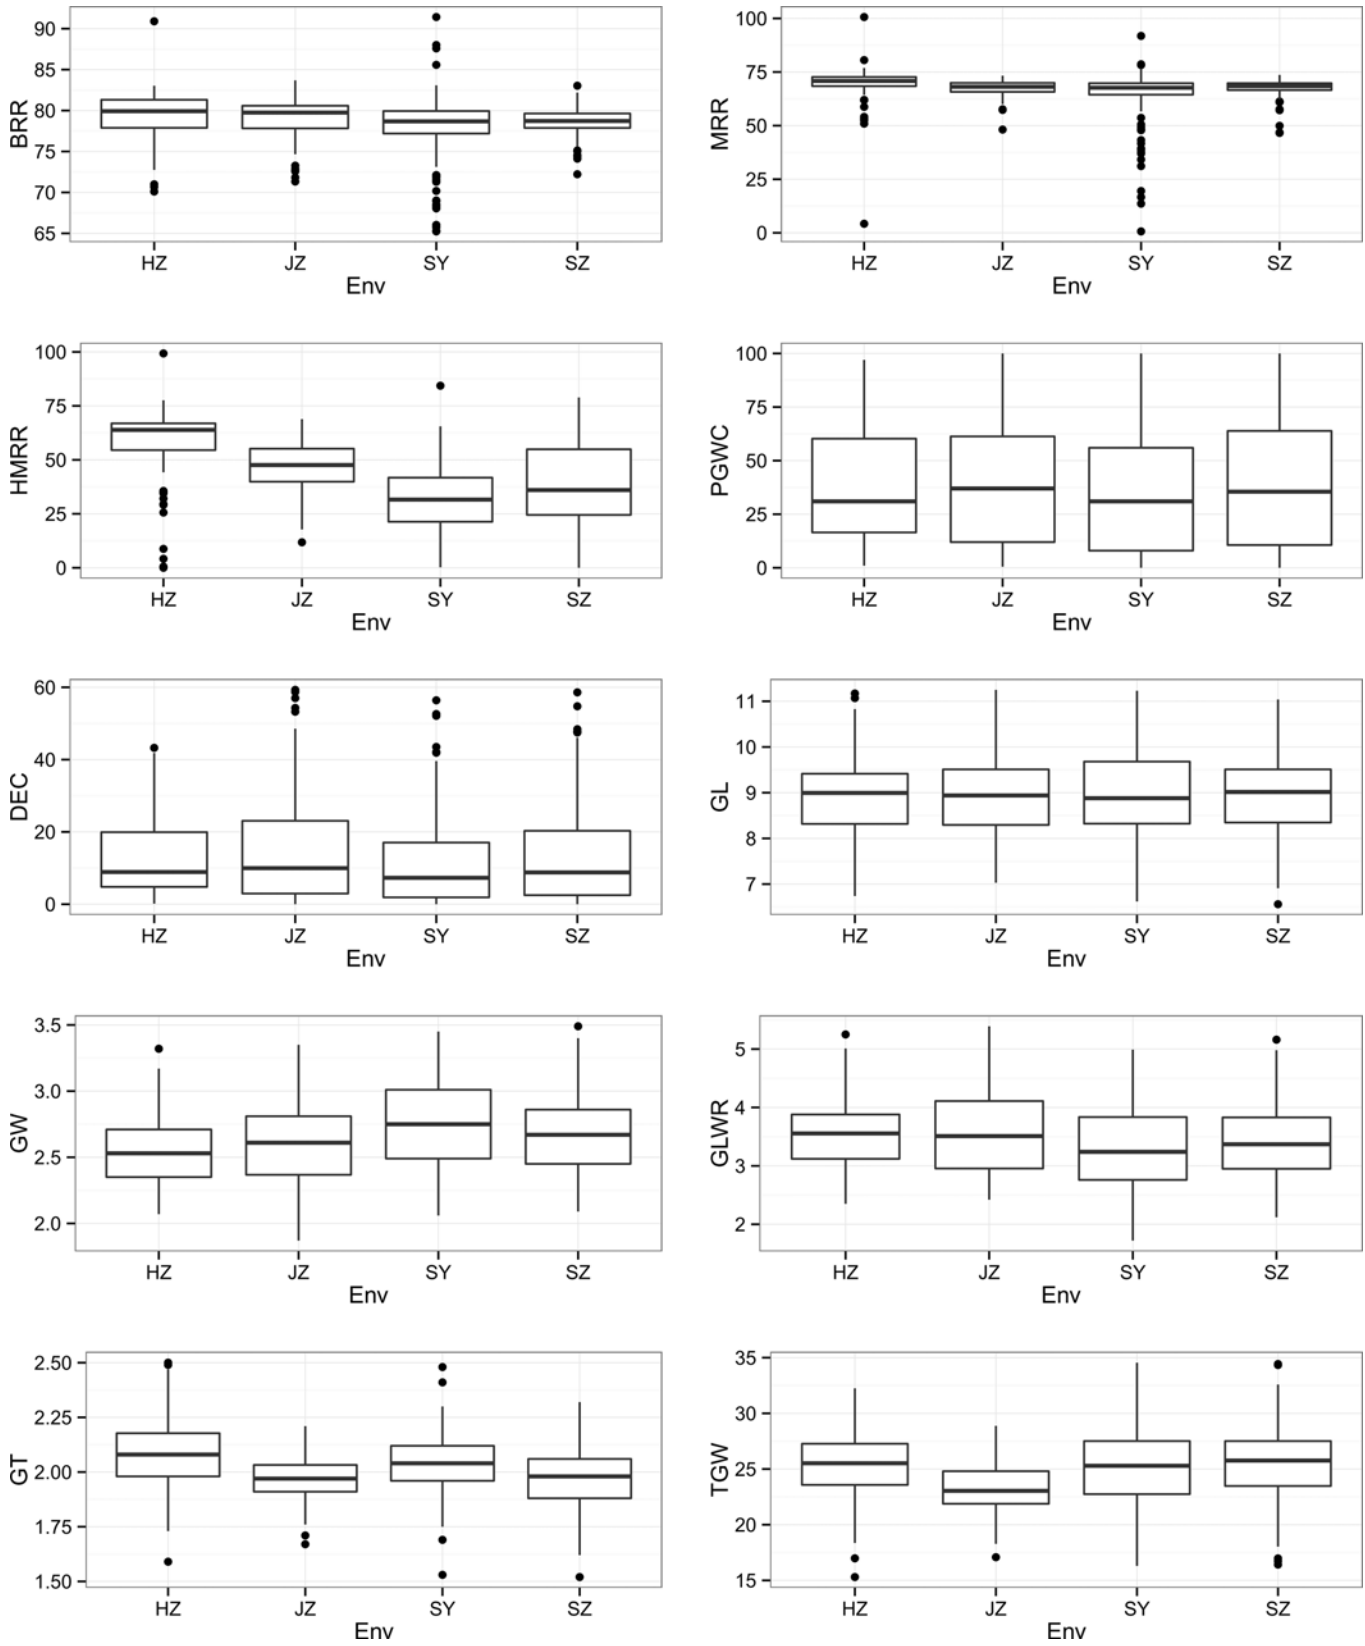 BRR
90
85
80
75
70
65
HZ JZ SY SZ
Env
MRR
100
75
50
25
0
HZ JZ SY SZ
Env
HMRR
100
75
50
25
0
HZ JZ SY SZ
Env
PGWC
100
75
50
25
0
HZ JZ SY SZ
Env
DEC
60
40
20
0
HZ JZ SY SZ
Env
GL
11
10
9
8
7
HZ JZ SY SZ
Env
GW
3.5
3.0
2.5
2.0
HZ JZ SY SZ
Env
GLWR
5
4
3
2
HZ JZ SY SZ
Env
GT
2.50
2.25
2.00
1.75
1.50
HZ JZ SY SZ
Env
TGW
35
30
25
20
15
HZ JZ SY SZ
Env